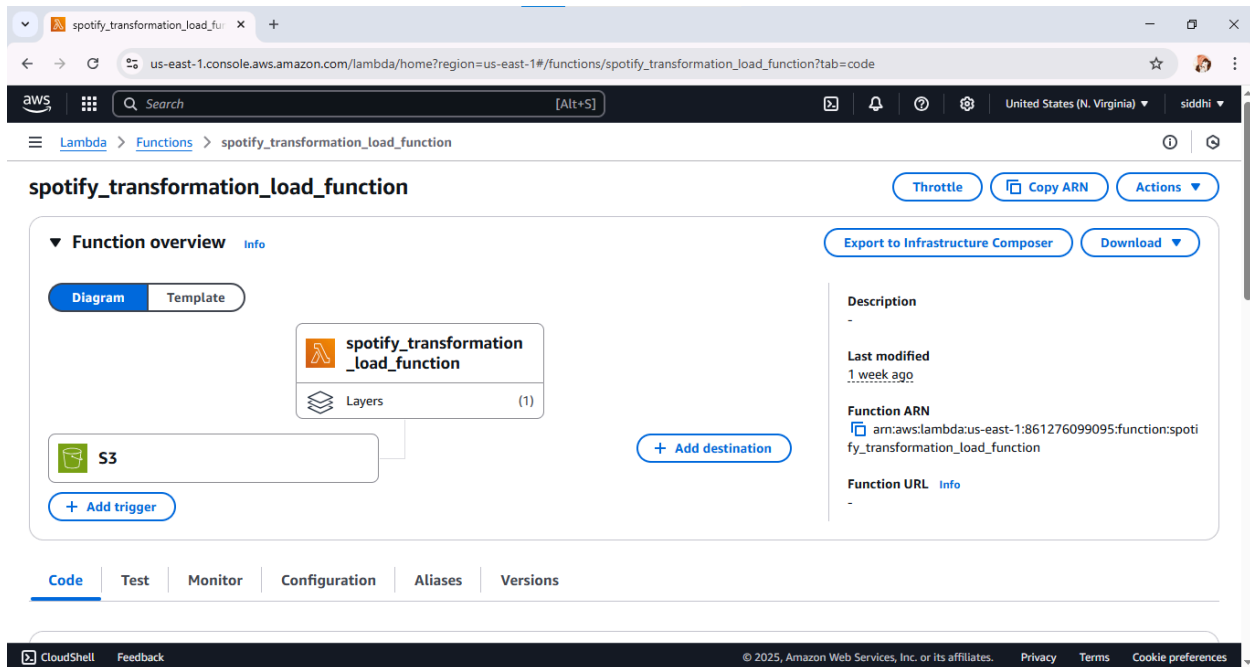 spotify_transformation_load_fu
us-east-1.console.aws.amazon.com/lambda/home?region=us-east-1#/functions/spotify_transformation_load_function?tab=code
aws
Search [Alt+S]
United States (N. Virginia) siddhi
Lambda > Functions > spotify_transformation_load_function
spotify_transformation_load_function
Throttle Copy ARN Actions
Function overview Info
Export to Infrastructure Composer Download
Diagram Template
spotify_transformation
_load_function
Layers (1)
S3
+ Add trigger
+ Add destination
Description
-
Last modified
1 week ago
Function ARN
arn:aws:lambda:us-east-1:861276099095:function:spoti
fy_transformation_load_function
Function URL Info
-
Code Test Monitor Configuration Aliases Versions
CloudShell Feedback © 2025, Amazon Web Services, Inc. or its affiliates. Privacy Terms Cookie preferences